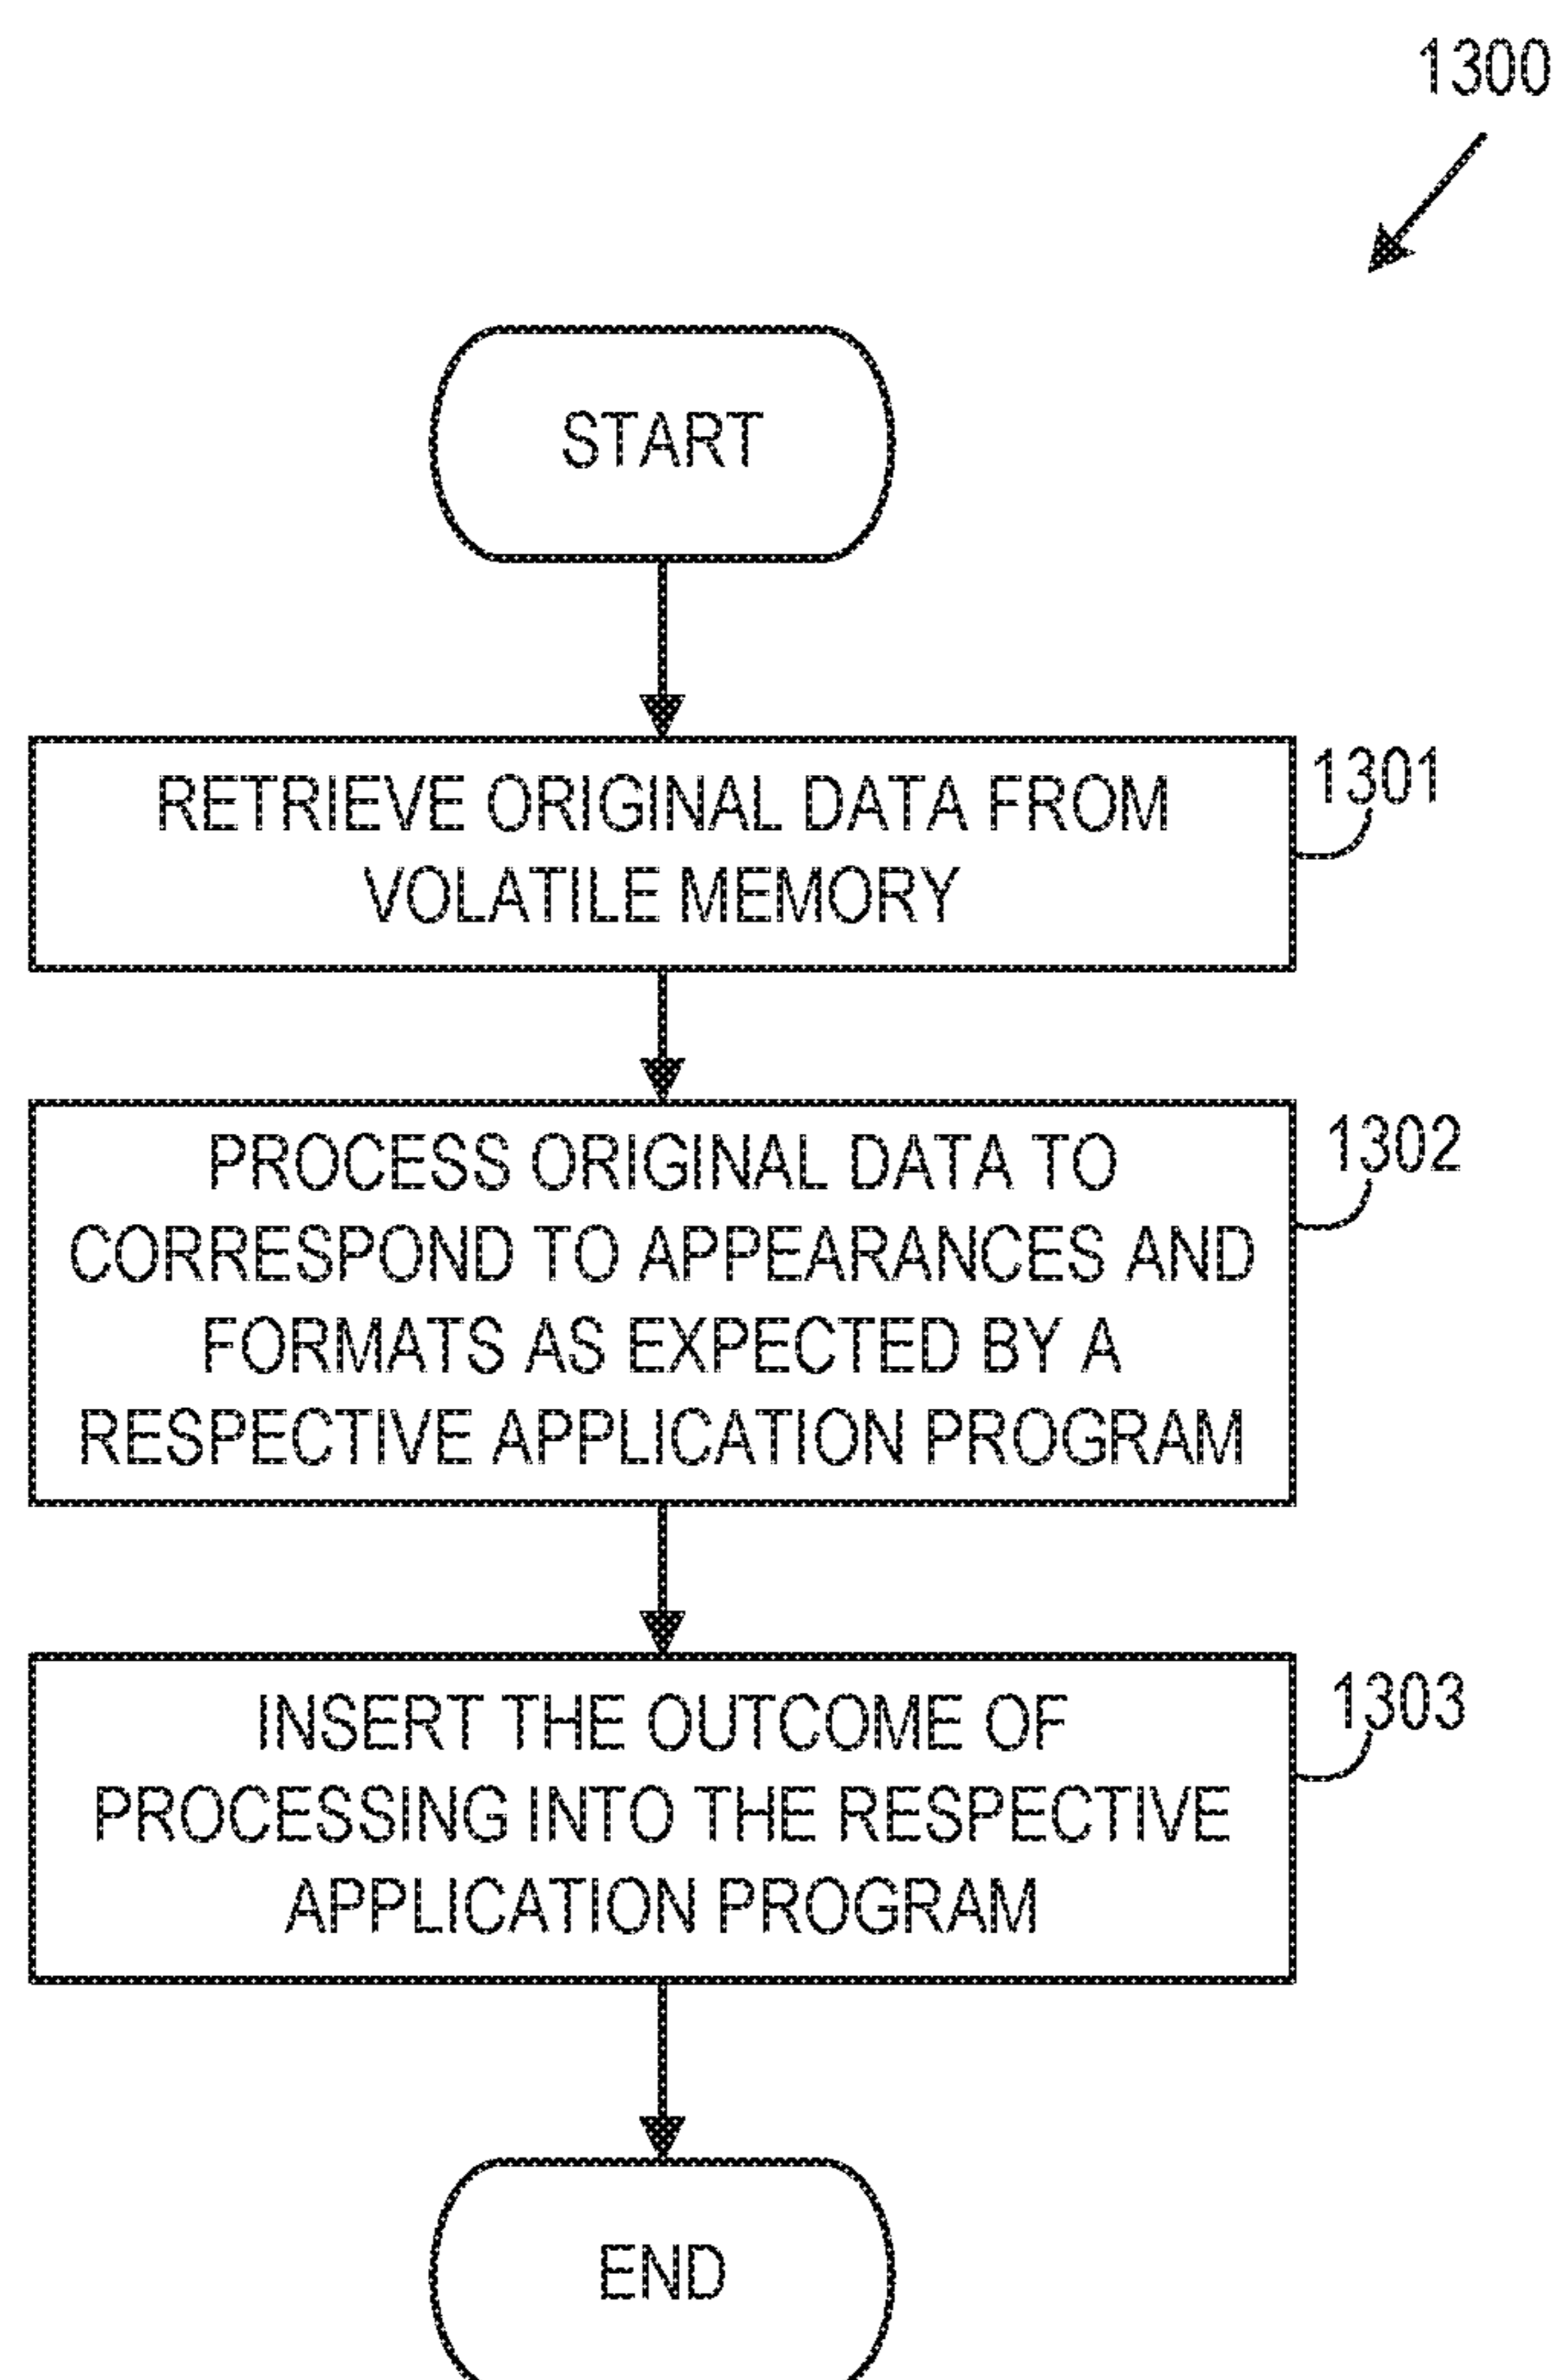 1300
START
RETRIEVE ORIGINAL DATA FROM
VOLATILE MEMORY
1301
PROCESS ORIGINAL DATA TO
CORRESPOND TO APPEARANCES AND
FORMATS AS EXPECTED BY A
RESPECTIVE APPLICATION PROGRAM
1302
INSERT THE OUTCOME OF
PROCESSING INTO THE RESPECTIVE
APPLICATION PROGRAM
1303
END